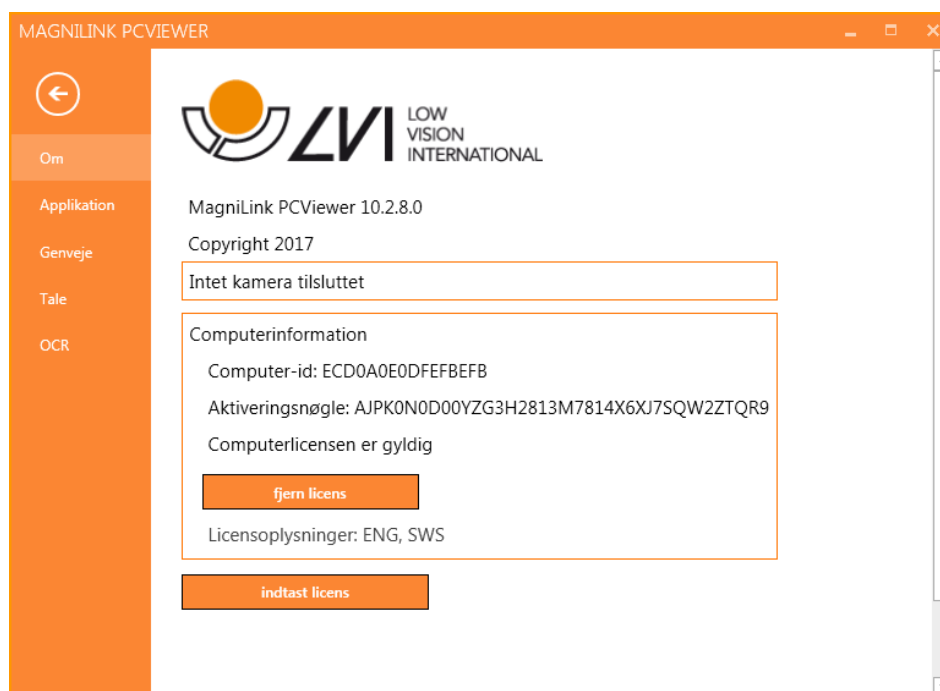 MAGNILINK PCVIEWER
LVI LOW
VISION
INTERNATIONAL
Om
Applikation
Genveje
Tale
OCR
MagniLink PCViewer 10.2.8.0
Copyright 2017
Intet kamera tilsluttet
Computerinformation
Computer-id: ECD0A0E0DFEFBEFB
Aktiveringsnøgle: AJPK0N0D00YZG3H2813M7814X6XJ7SQW2ZTQR9
Computerlicensen er gyldig
fjern licens
Licensoplysninger: ENG, SWS
indtast licens